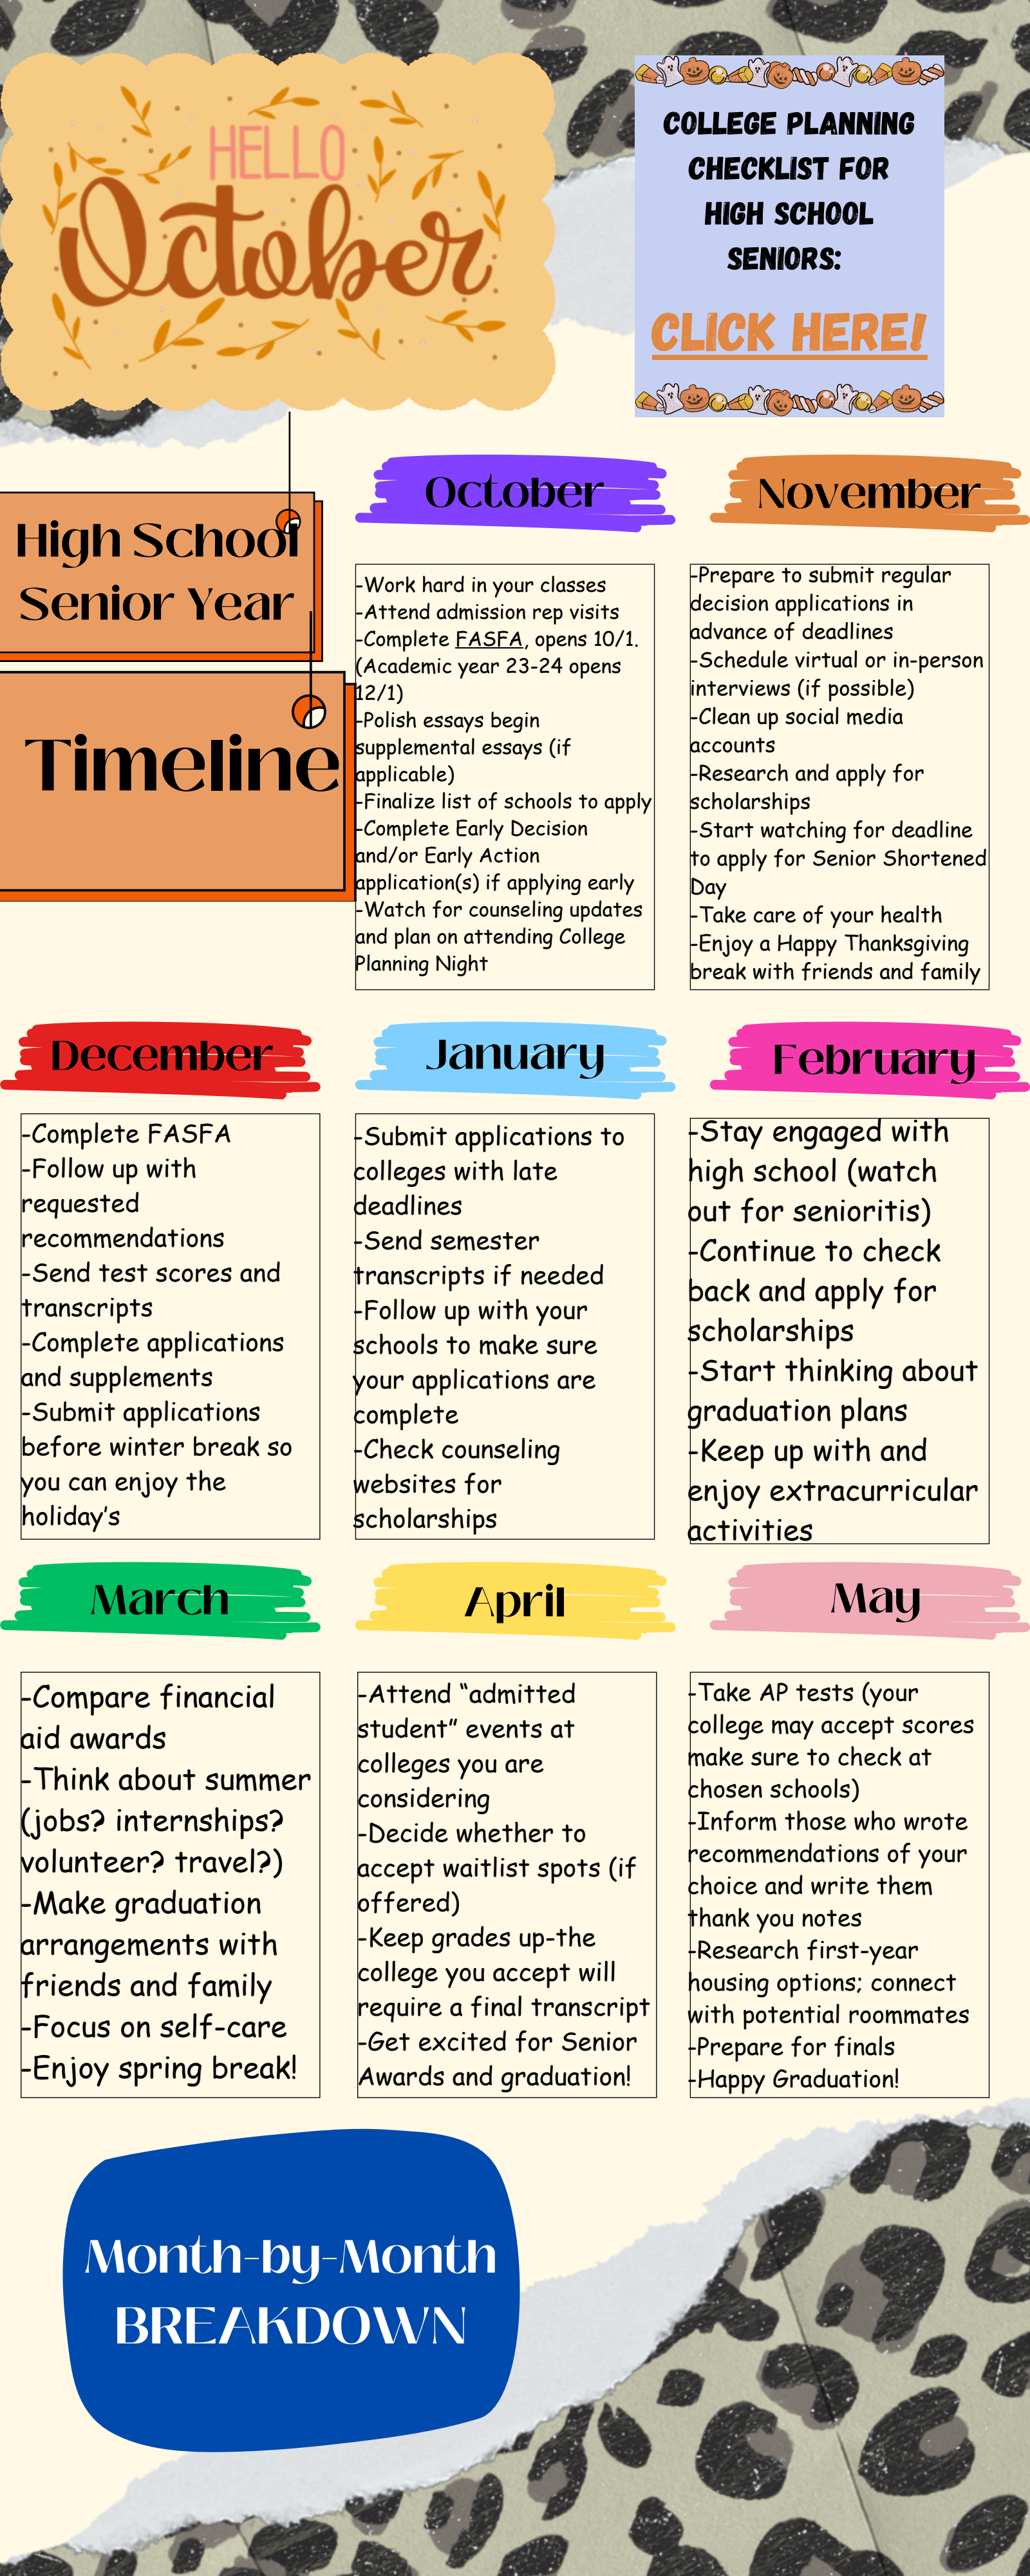 HELLO
October
COLLEGE PLANNING
CHECKLIST FOR
HIGH SCHOOL
SENIORS:
CLICK HERE!
High School
Senior Year
Timeline
October
-Work hard in your classes
-Attend admission rep visits
-Complete FASFA, opens 10/1.
(Academic year 23-24 opens
12/1)
-Polish essays begin
supplemental essays (if
applicable)
-Finalize list of schools to apply
-Complete Early Decision
and/or Early Action
application(s) if applying early
-Watch for counseling updates
and plan on attending College
Planning Night
November
-Prepare to submit regular
decision applications in
advance of deadlines
-Schedule virtual or in-person
interviews (if possible)
-Clean up social media
accounts
-Research and apply for
scholarships
-Start watching for deadline
to apply for Senior Shortened
Day
-Take care of your health
-Enjoy a Happy Thanksgiving
break with friends and family
December
-Complete FASFA
-Follow up with
requested
recommendations
-Send test scores and
transcripts
-Complete applications
and supplements
-Submit applications
before winter break so
you can enjoy the
holiday's
January
-Submit applications to
colleges with late
deadlines
-Send semester
transcripts if needed
-Follow up with your
schools to make sure
your applications are
complete
-Check counseling
websites for
scholarships
February
-Stay engaged with
high school (watch
out for senioritis)
-Continue to check
back and apply for
scholarships
-Start thinking about
graduation plans
-Keep up with and
enjoy extracurricular
activities
March
-Compare financial
aid awards
-Think about summer
(jobs? internships?
volunteer? travel?)
-Make graduation
arrangements with
friends and family
-Focus on self-care
-Enjoy spring break!
April
-Attend “admitted
student” events at
colleges you are
considering
-Decide whether to
accept waitlist spots (if
offered)
-Keep grades up-the
college you accept will
require a final transcript
-Get excited for Senior
Awards and graduation!
May
-Take AP tests (your
college may accept scores
make sure to check at
chosen schools)
-Inform those who wrote
recommendations of your
choice and write them
thank you notes
-Research first-year
housing options; connect
with potential roommates
-Prepare for finals
-Happy Graduation!
Month-by-Month
BREAKDOWN